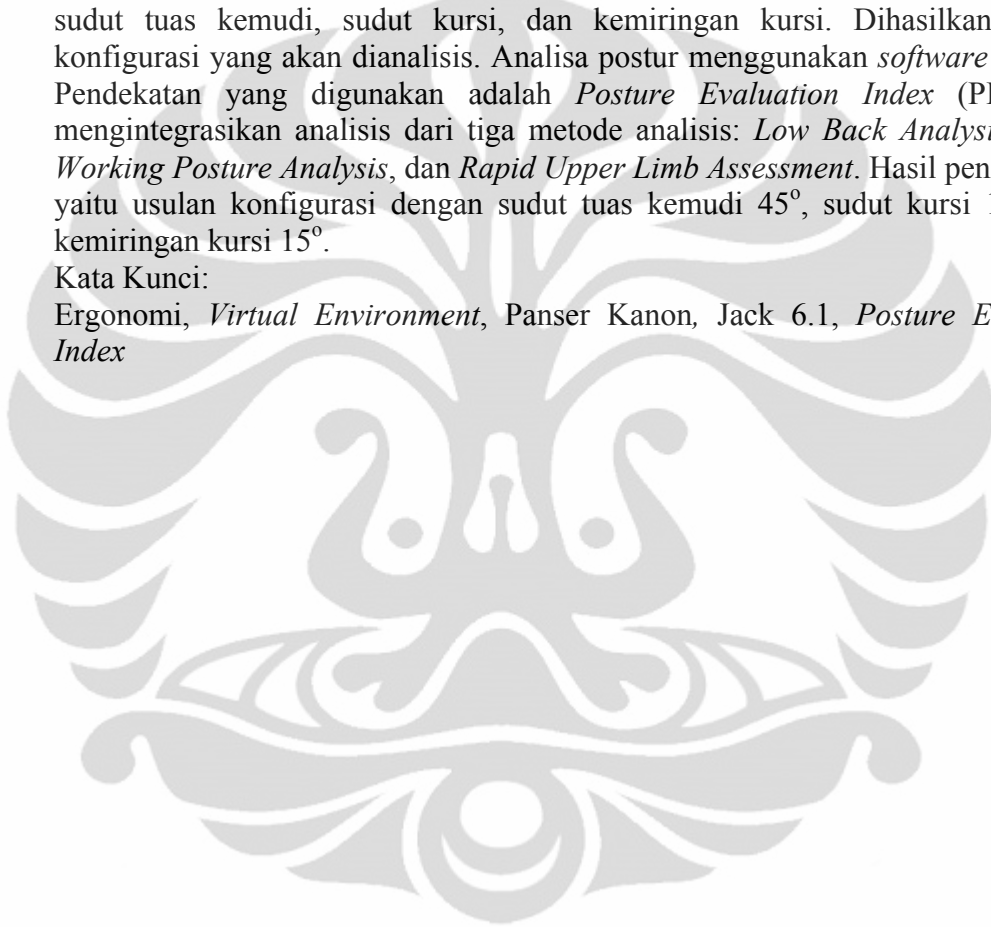 sudut tuas kemudi, sudut kursi, dan kemiringan kursi. Dihasilkan
konfigurasi yang akan dianalisis. Analisa postur menggunakan software
Pendekatan yang digunakan adalah Posture Evaluation Index
mengintegrasikan analisis dari tiga metode analisis: Low Back
Working Posture Analysis, dan Rapid Upper Limb Assessment. Hasil
yaitu usulan konfigurasi dengan sudut tuas kemudi 45°, sudut kursi
kemiringan kursi 15°.
Kata Kunci:
Ergonomi, Virtual Environment, Panser Kanon, Jack 6.1, Posture
Index